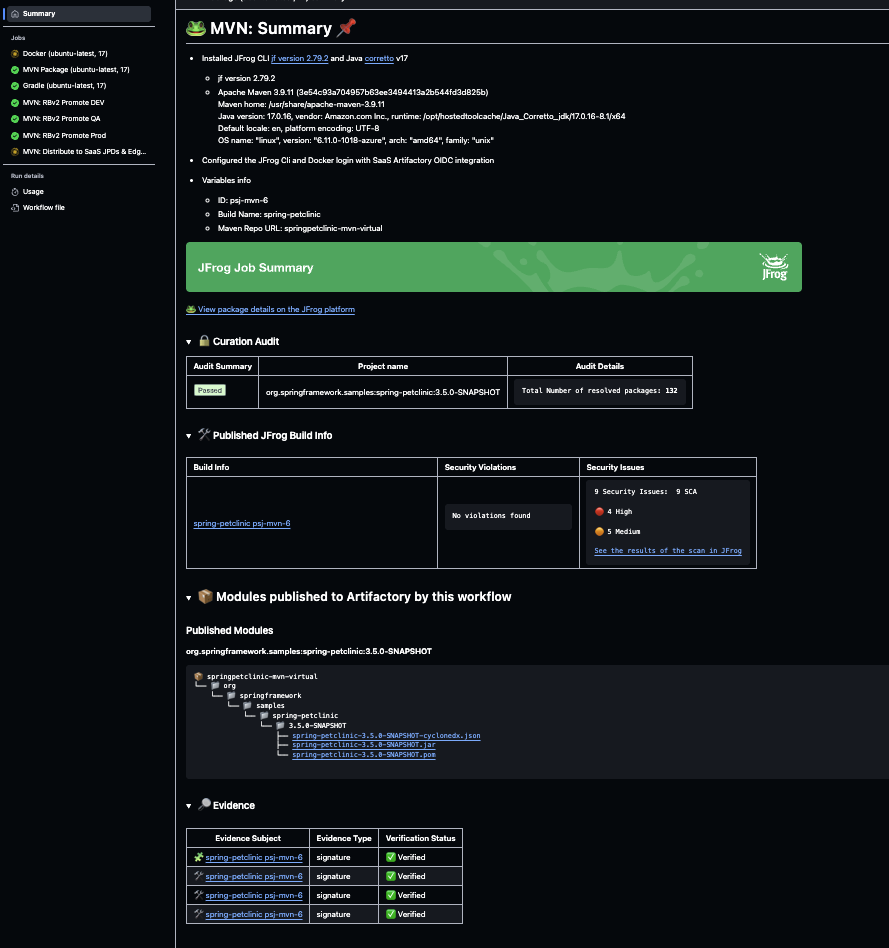 Summary
Jobs
Docker (ubuntu-latest, 17)
MVN Package (ubuntu-latest, 17)
Gradle (ubuntu-latest, 17)
MVN: RBv2 Promote DEV
MVN: RBv2 Promote QA
MVN: RBv2 Promote Prod
MVN: Distribute to SaaS JPDs & Edg...
Run details
Usage
Workflow file
🐸 MVN: Summary 📌
Installed JFrog CLI jf version 2.79.2 and Java corretto v17
jf version 2.79.2
Apache Maven 3.9.11 (3e54c93a704957b63ee3494413a2b544fd3d825b)
Maven home: /usr/share/apache-maven-3.9.11
Java version: 17.0.16, vendor: Amazon.com Inc., runtime: /opt/hostedtoolcache/Java_Corretto_jdk/17.0.16-8.1/x64
Default locale: en, platform encoding: UTF-8
OS name: "linux", version: "6.11.0-1018-azure", arch: "amd64", family: "unix"
Configured the JFrog Cli and Docker login with SaaS Artifactory OIDC integration
Variables info
ID: psj-mvn-6
Build Name: spring-petclinic
Maven Repo URL: springpetclinic-mvn-virtual
JFrog Job Summary
JFrog
🐸 View package details on the JFrog platform
▼ 🔒 Curation Audit
Audit Summary Project name Audit Details
Passed org.springframework.samples:spring-petclinic:3.5.0-SNAPSHOT Total Number of resolved packages: 132
▼ 🛠️ Published JFrog Build Info
Build Info Security Violations Security Issues
spring-petclinic psj-mvn-6 No violations found
9 Security Issues: 9 SCA
🔴 4 High
🟠 5 Medium
See the results of the scan in JFrog
▼ 📦 Modules published to Artifactory by this workflow
Published Modules
org.springframework.samples:spring-petclinic:3.5.0-SNAPSHOT
📦 springpetclinic-mvn-virtual
└── 📁 org
└── 📁 springframework
└── 📁 samples
└── 📁 spring-petclinic
└── 📁 3.5.0-SNAPSHOT
├── spring-petclinic-3.5.0-SNAPSHOT-cyclonedx.json
├── spring-petclinic-3.5.0-SNAPSHOT.jar
└── spring-petclinic-3.5.0-SNAPSHOT.pom
▼ 🔎 Evidence
Evidence Subject Evidence Type Verification Status
🧩 spring-petclinic psj-mvn-6 signature ✅ Verified
🛠️ spring-petclinic psj-mvn-6 signature ✅ Verified
🛠️ spring-petclinic psj-mvn-6 signature ✅ Verified
🛠️ spring-petclinic psj-mvn-6 signature ✅ Verified